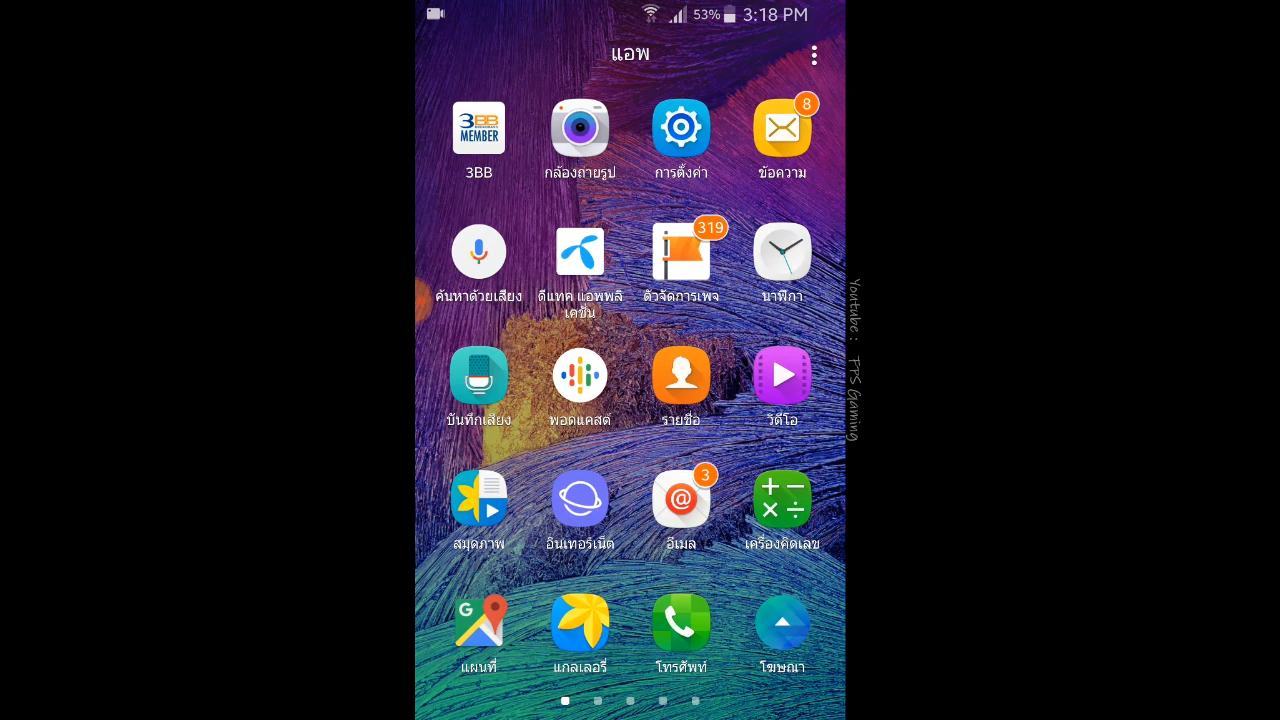 53% 3:18 PM
แอพ
3BB
MEMBER
8
3BB
กล้องถ่ายรูป
การตั้งค่า
ข้อความ
319
ค้นหาด้วยเสียง
ดีแทค แอพพลิ
เคชั่น
ตัวจัดการเพจ
นาฬิกา
Youtube : FPS Gaming
บันทึกเสียง
พอดแคสต์
รายชื่อ
วิดีโอ
3
สมุดภาพ
อินเทอร์เน็ต
อีเมล
เครื่องคิดเลข
G
แผนที่
แกลเลอรี่
โทรศัพท์
โฆษณา